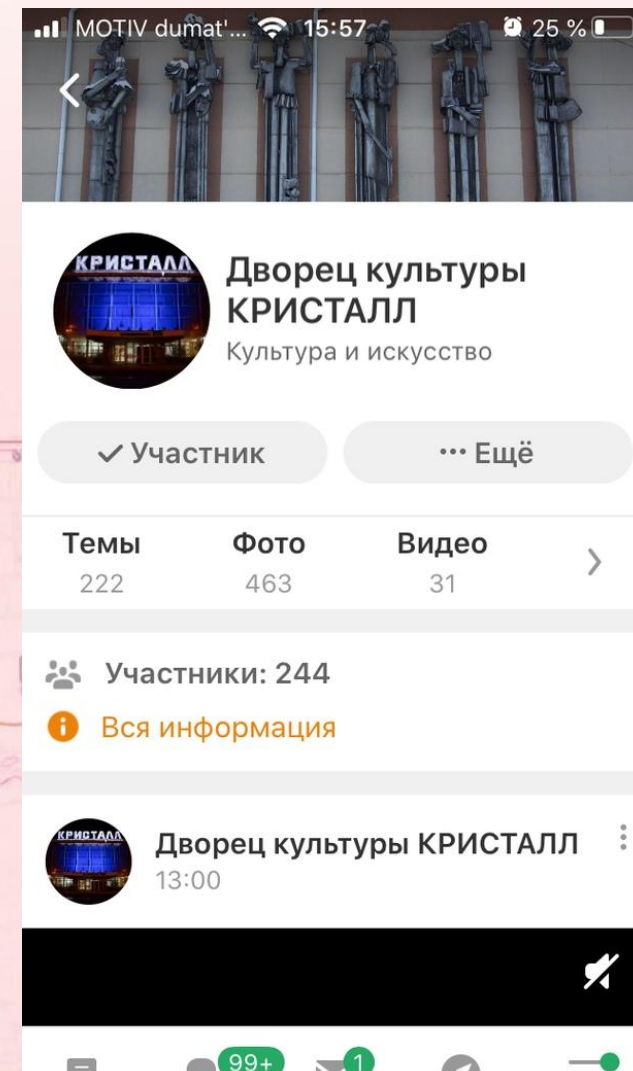 MOTIV dumat'... 15:57 25 %
КРИСТАЛЛ
Дворец культуры
КРИСТАЛЛ
Культура и искусство
Участник
••• Ещё
Темы Фото Видео
222 463 31
Участники: 244
Вся информация
КРИСТАЛЛ
Дворец культуры КРИСТАЛЛ
13:00
99+ 1